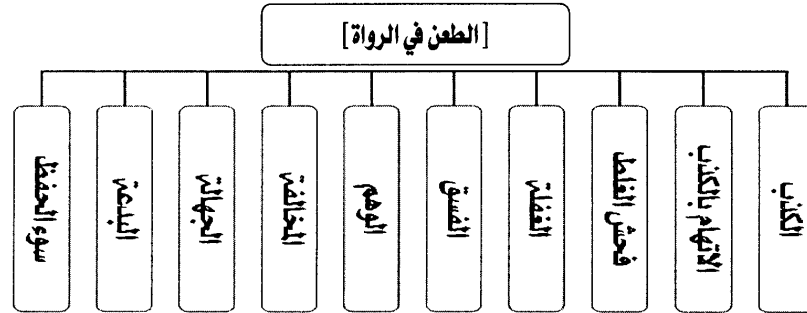 [الطعن في الرواة]
الكذب
الاتهام بالكذب
فحش الغلط
الغفلة
الفسق
الوهم
المخالفة
الجهالة
البدعة
سوء الحفظ